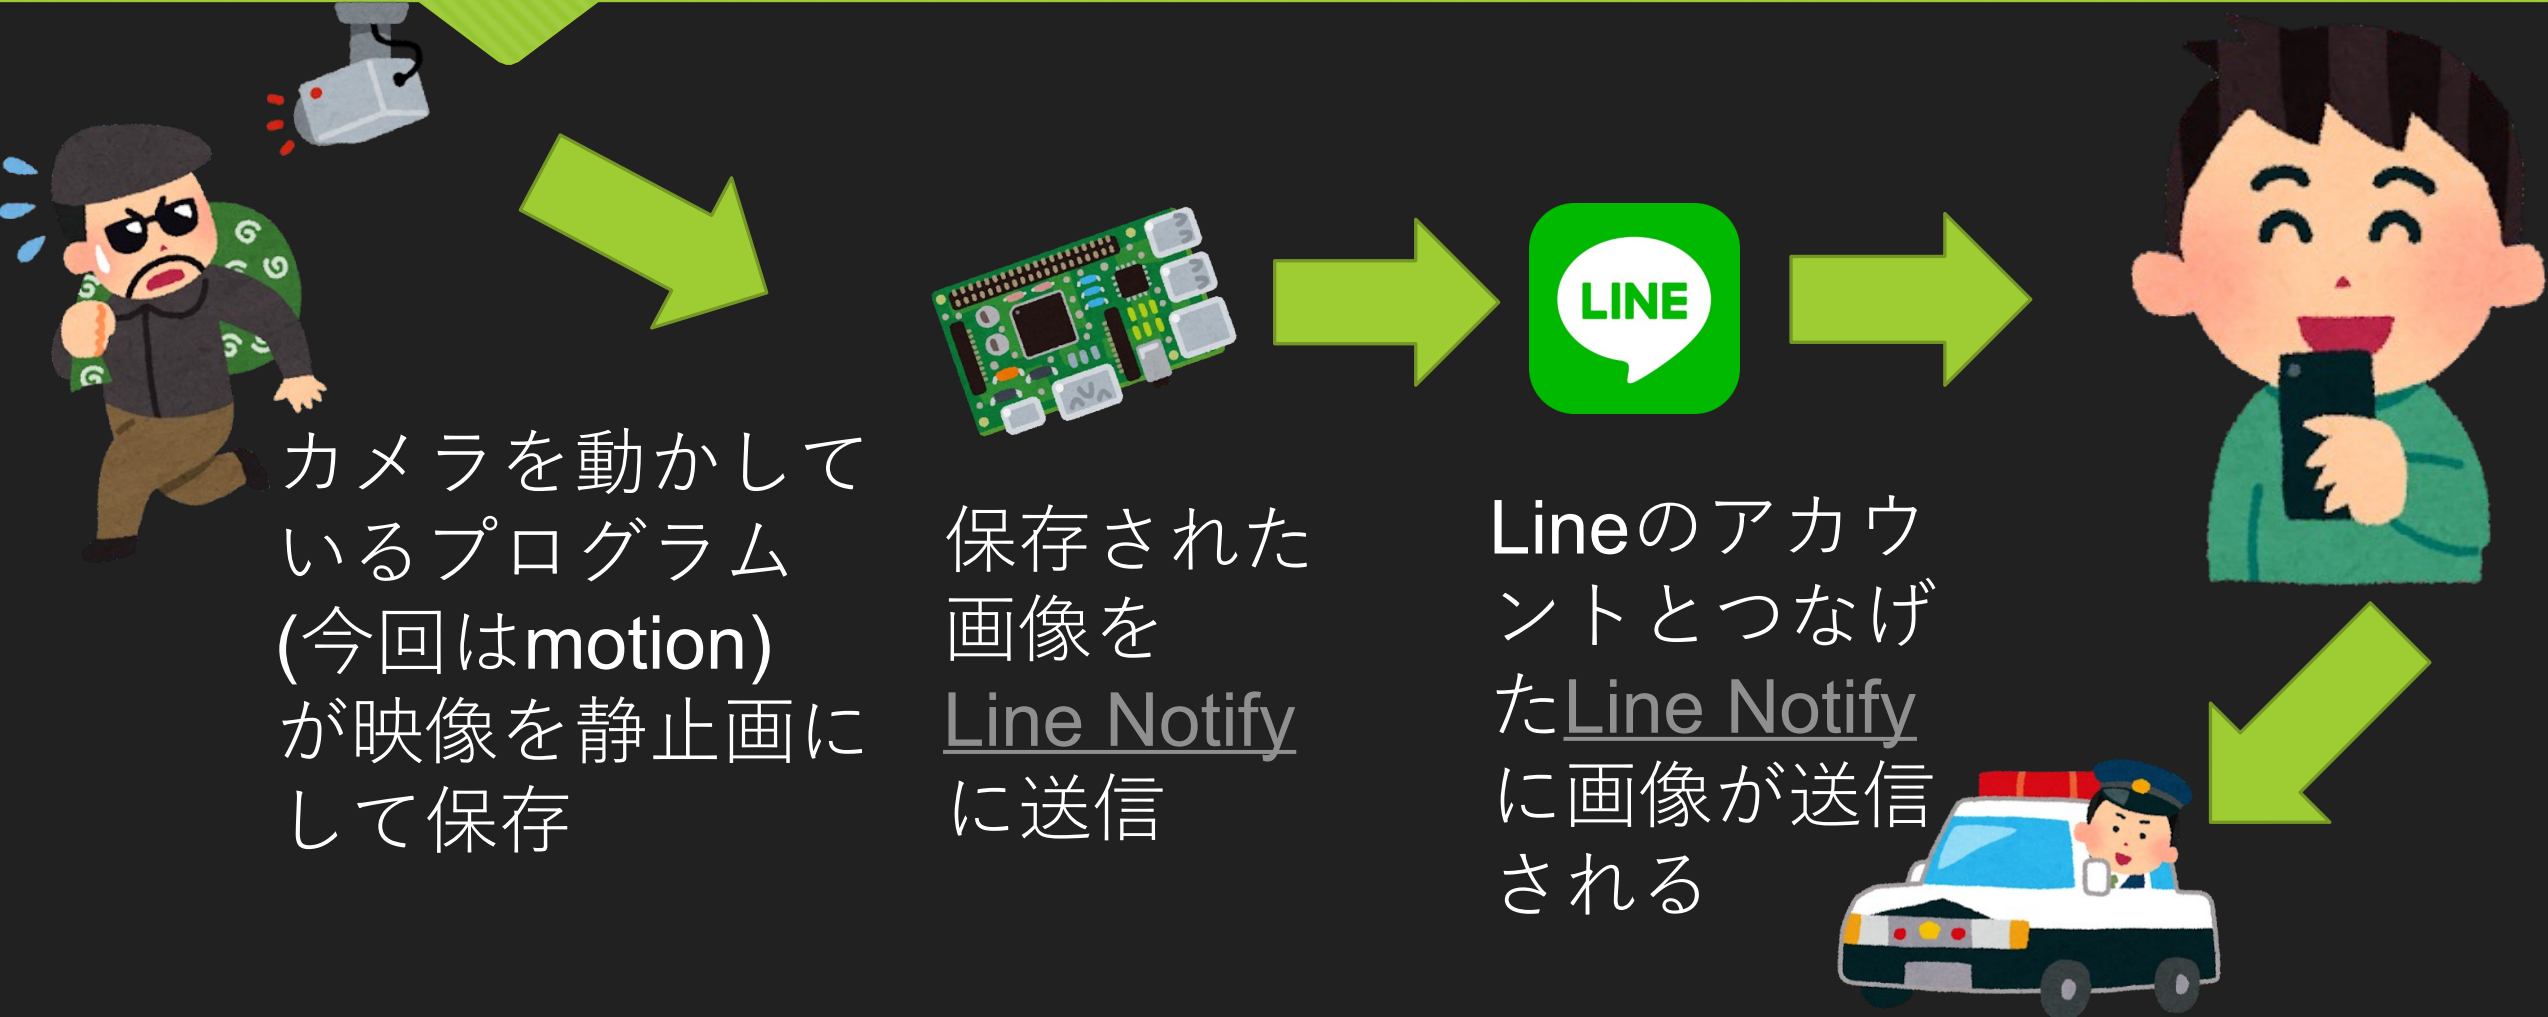 カメラを動かして
いるプログラム
(今回はmotion)
が映像を静止画に
して保存
保存された
画像を
Line Notify
に送信
LINE
Lineのアカウ
ントとつなげ
たLine Notify
に画像が送信
される